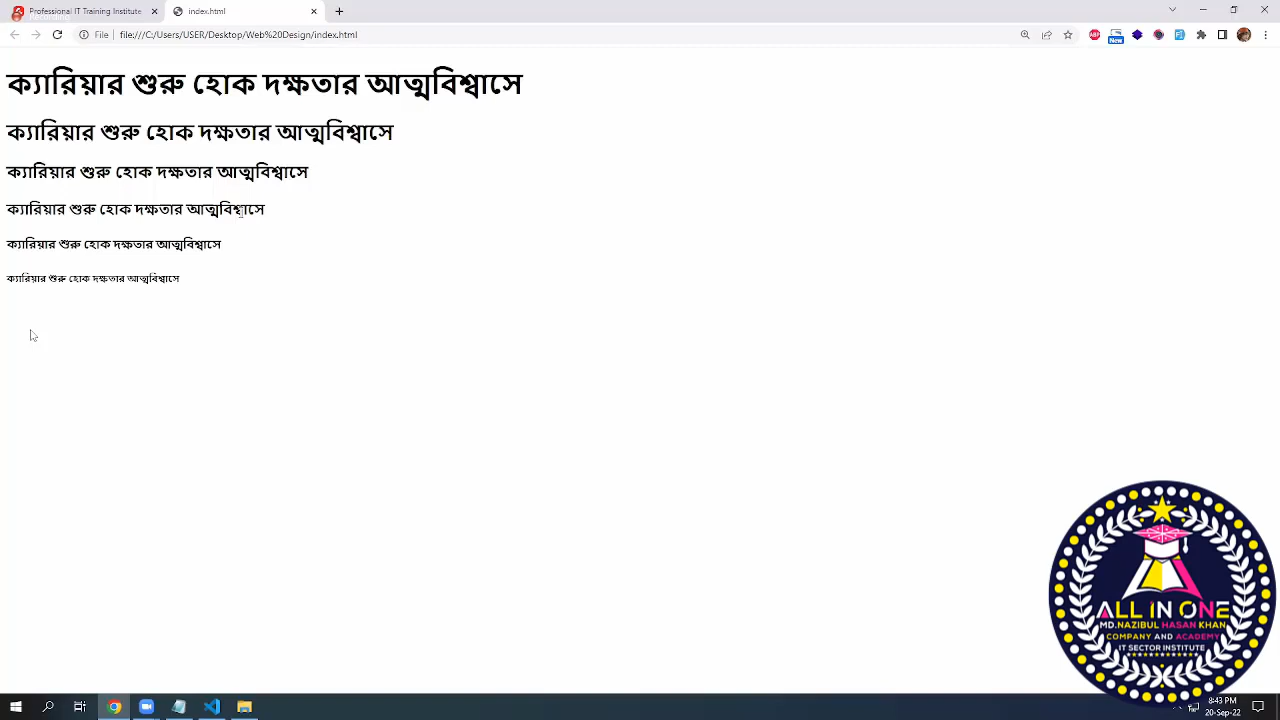 Professional IT Training Institute
Recording
index.html
File
file:///C:/Users/USER/Desktop/Web%20Design/index.html
ABP
New
ক্যারিয়ার শুরু হোক দক্ষতার আত্মবিশ্বাসে
ক্যারিয়ার শুরু হোক দক্ষতার আত্মবিশ্বাসে
ক্যারিয়ার শুরু হোক দক্ষতার আত্মবিশ্বাসে
ক্যারিয়ার শুরু হোক দক্ষতার আত্মবিশ্বাসে
ক্যারিয়ার শুরু হোক দক্ষতার আত্মবিশ্বাসে
ক্যারিয়ার শুরু হোক দক্ষতার আত্মবিশ্বাসে
ALL IN ONE
MD.NAZIBUL HASAN KHAN
COMPANY AND ACADEMY
IT SECTOR INSTITUTE
8:43 PM
20-Sep-22